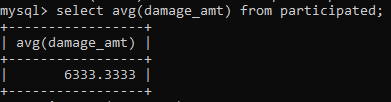 mysql> select avg(damage_amt) from participated;
+-----------------+
| avg(damage_amt) |
+-----------------+
|       6333.3333 |
+-----------------+